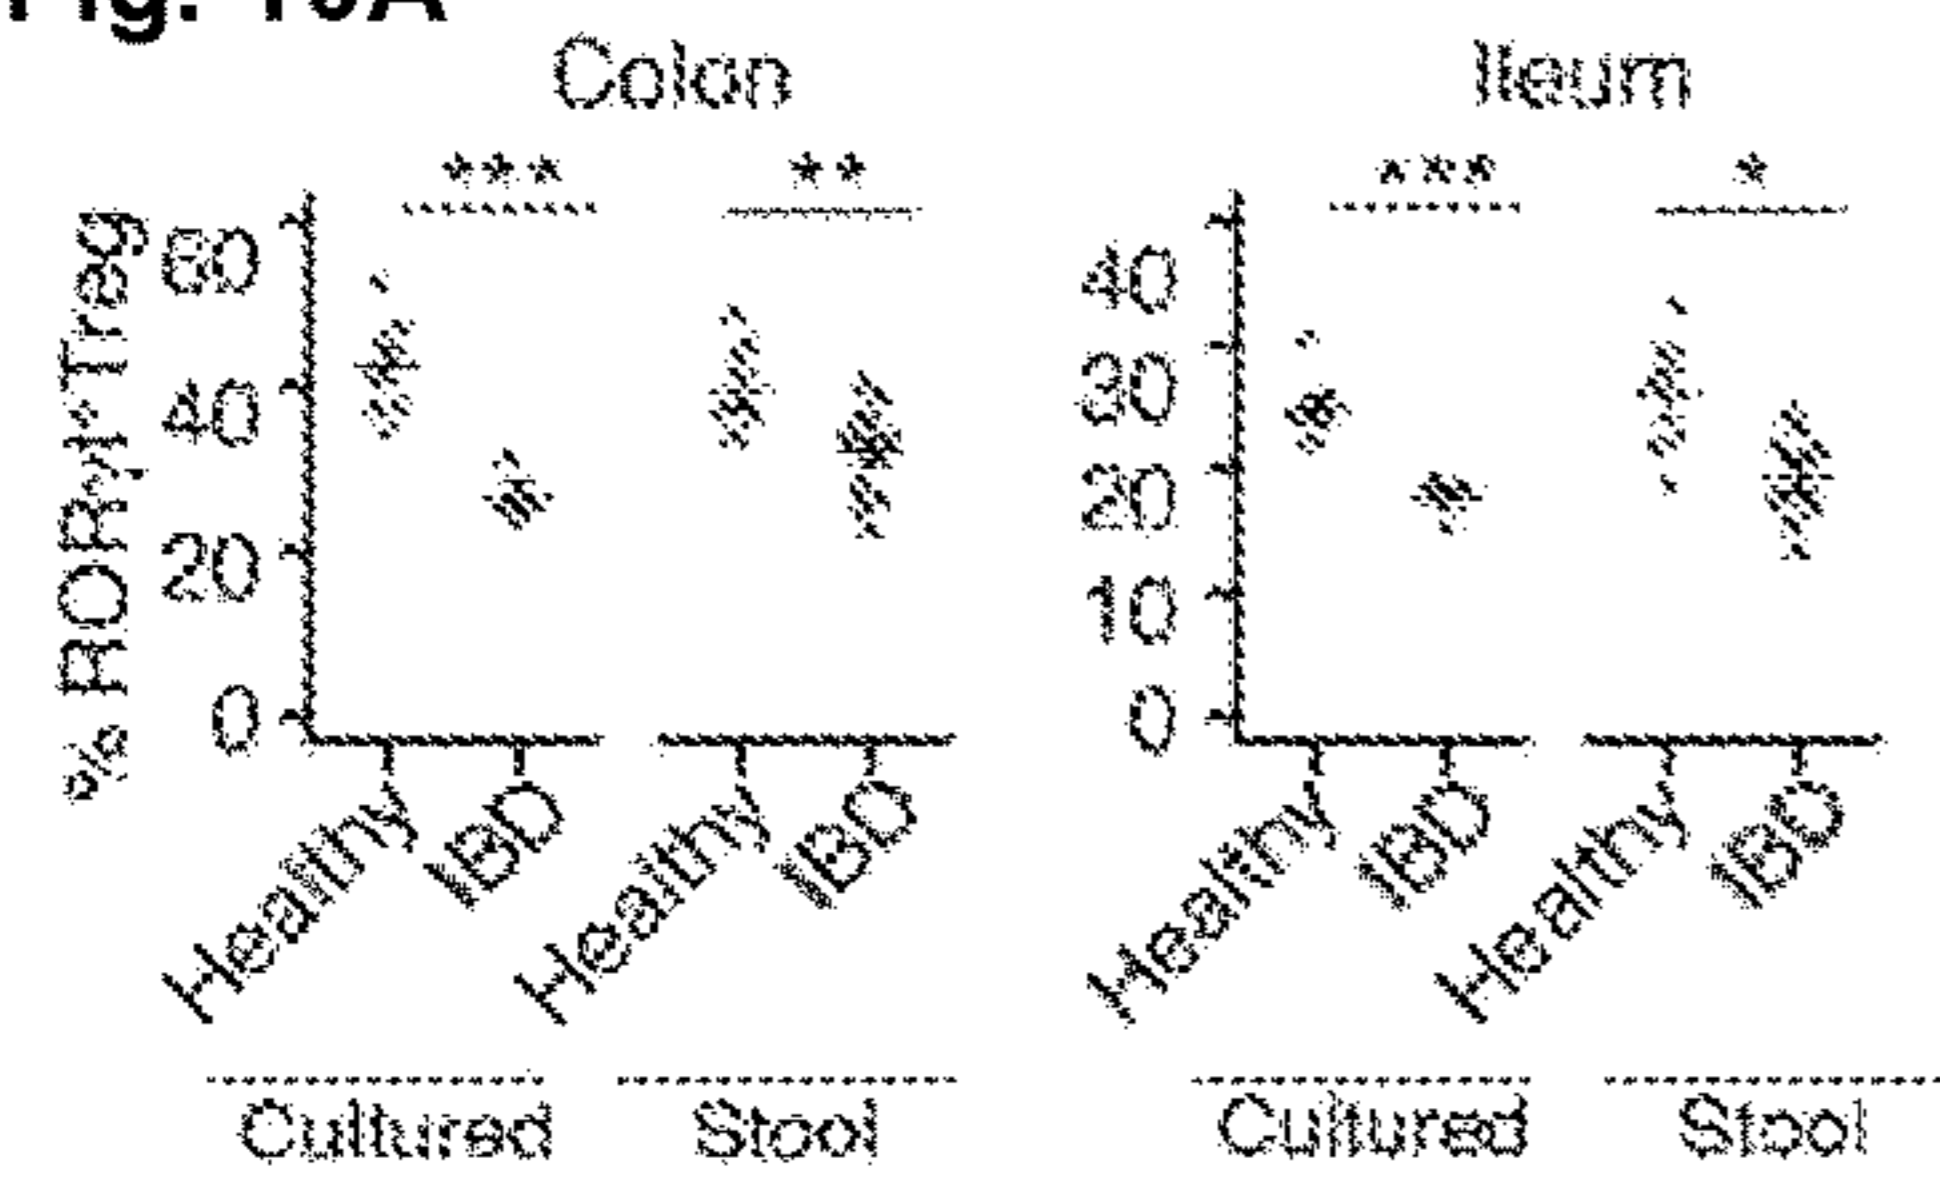 Colon
Ileum
*** ** *** *
% RORγt⁺ Treg
60
40
20
0
40
30
20
10
0
Healthy IBD Healthy IBD Healthy IBD Healthy IBD
Cultured Stool Cultured Stool